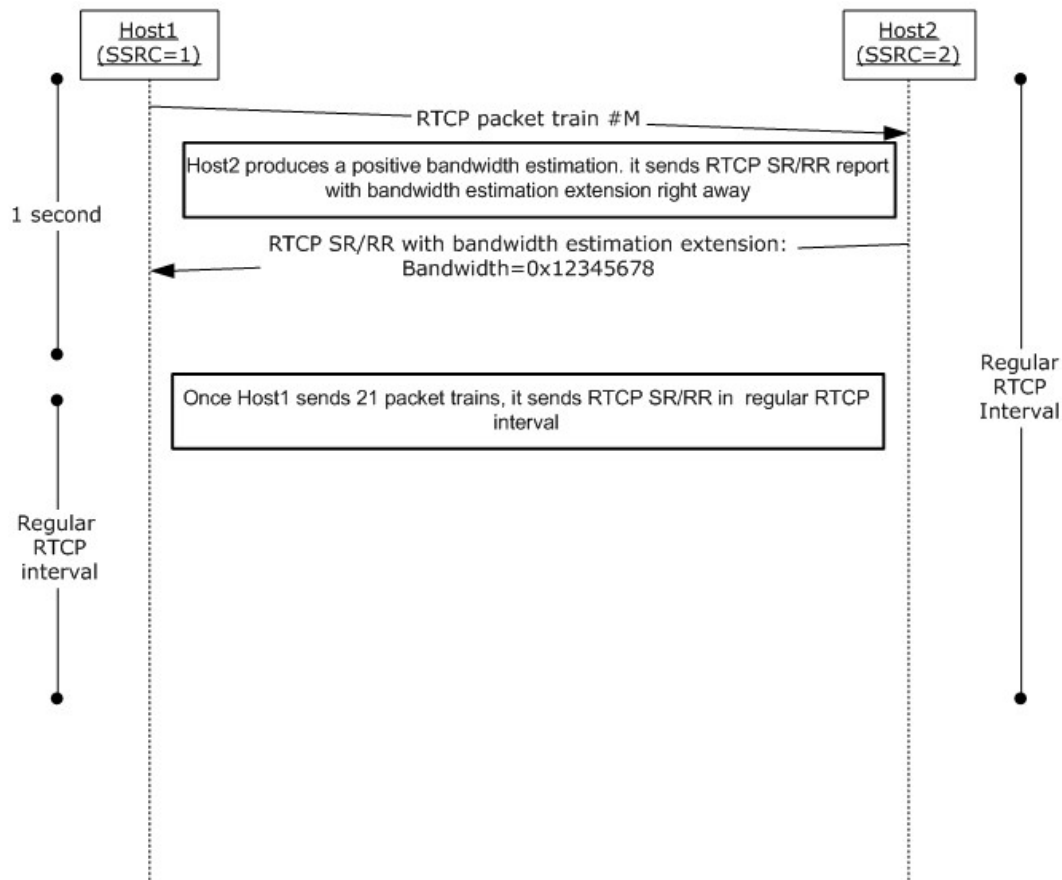 Host1
(SSRC=1)
Host2
(SSRC=2)
RTCP packet train #M
Host2 produces a positive bandwidth estimation. it sends RTCP SR/RR report
with bandwidth estimation extension right away
1 second
RTCP SR/RR with bandwidth estimation extension:
Bandwidth=0x12345678
Regular
RTCP
Interval
Once Host1 sends 21 packet trains, it sends RTCP SR/RR in regular RTCP
interval
Regular
RTCP
interval